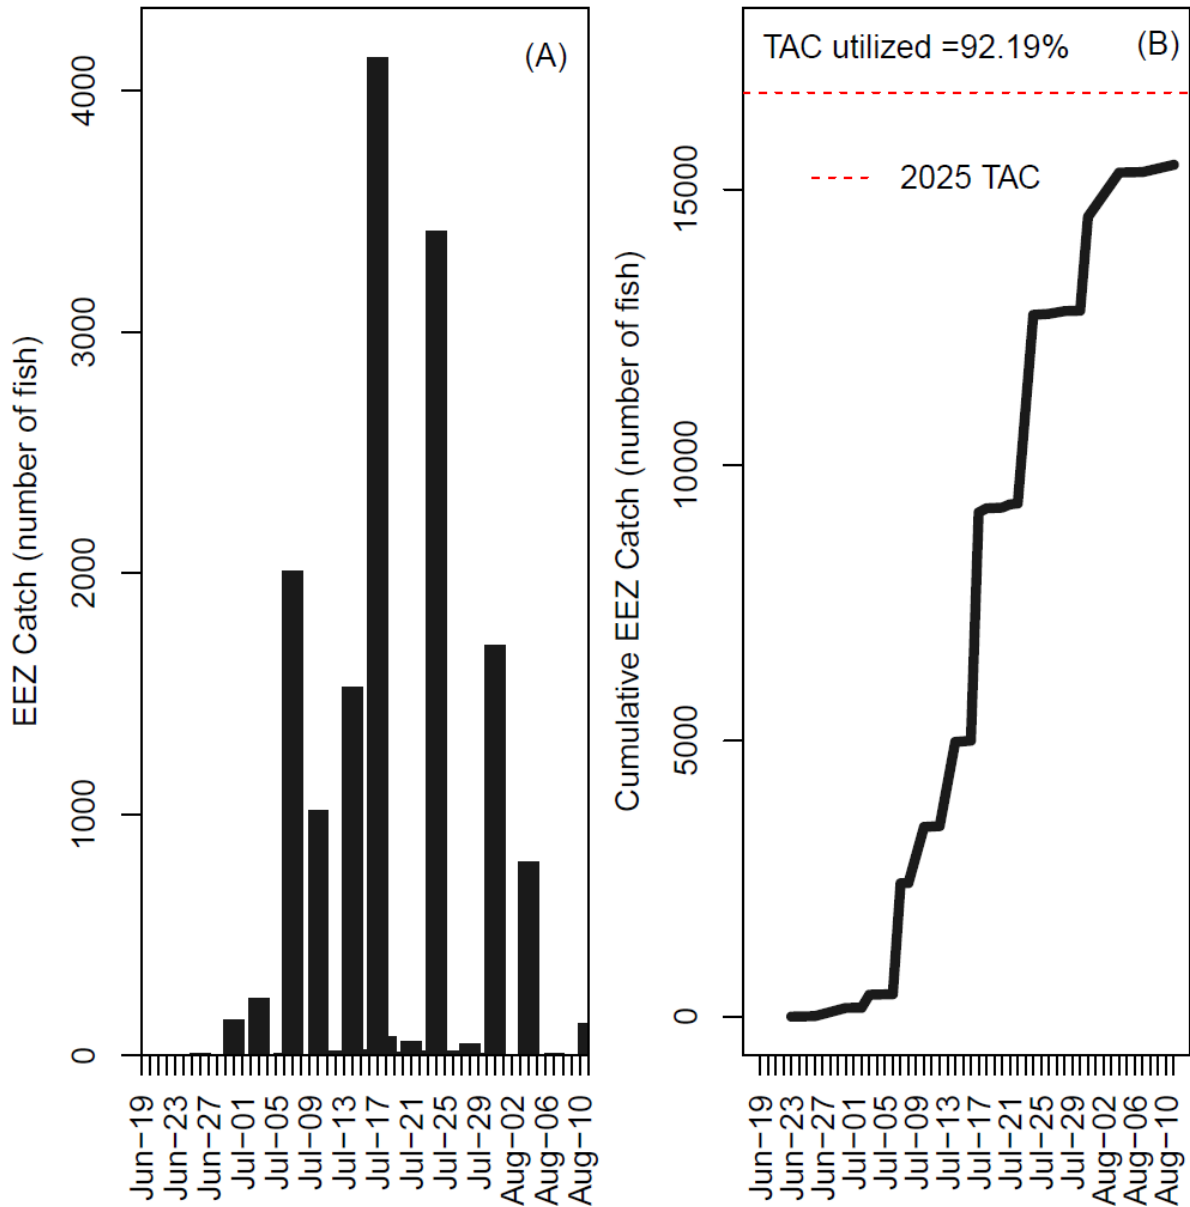 (A)
EEZ Catch (number of fish)
4000
3000
2000
1000
0
Jun−19
Jun−23
Jun−27
Jul−01
Jul−05
Jul−09
Jul−13
Jul−17
Jul−21
Jul−25
Jul−29
Aug−02
Aug−06
Aug−10
TAC utilized =92.19%
(B)
2025 TAC
Cumulative EEZ Catch (number of fish)
15000
10000
5000
0
Jun−19
Jun−23
Jun−27
Jul−01
Jul−05
Jul−09
Jul−13
Jul−17
Jul−21
Jul−25
Jul−29
Aug−02
Aug−06
Aug−10